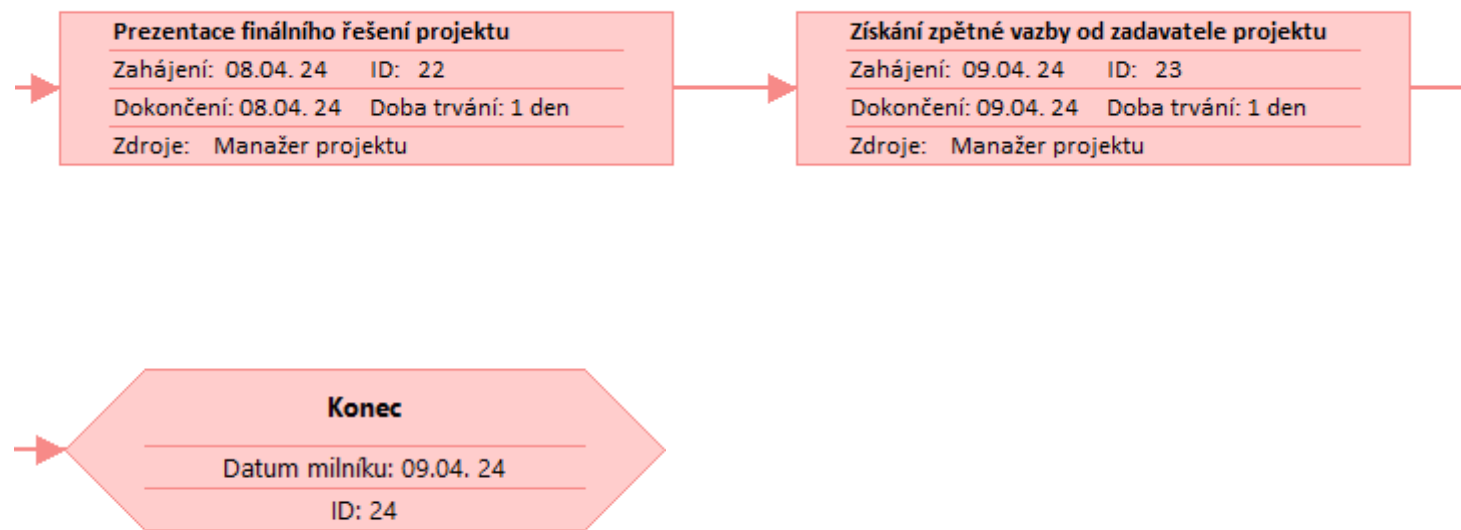 Prezentace finálního řešení projektu
Zahájení: 08.04. 24 ID: 22
Dokončení: 08.04. 24 Doba trvání: 1 den
Zdroje: Manažer projektu
Získání zpětné vazby od zadavatele projektu
Zahájení: 09.04. 24 ID: 23
Dokončení: 09.04. 24 Doba trvání: 1 den
Zdroje: Manažer projektu
Konec
Datum milníku: 09.04. 24
ID: 24